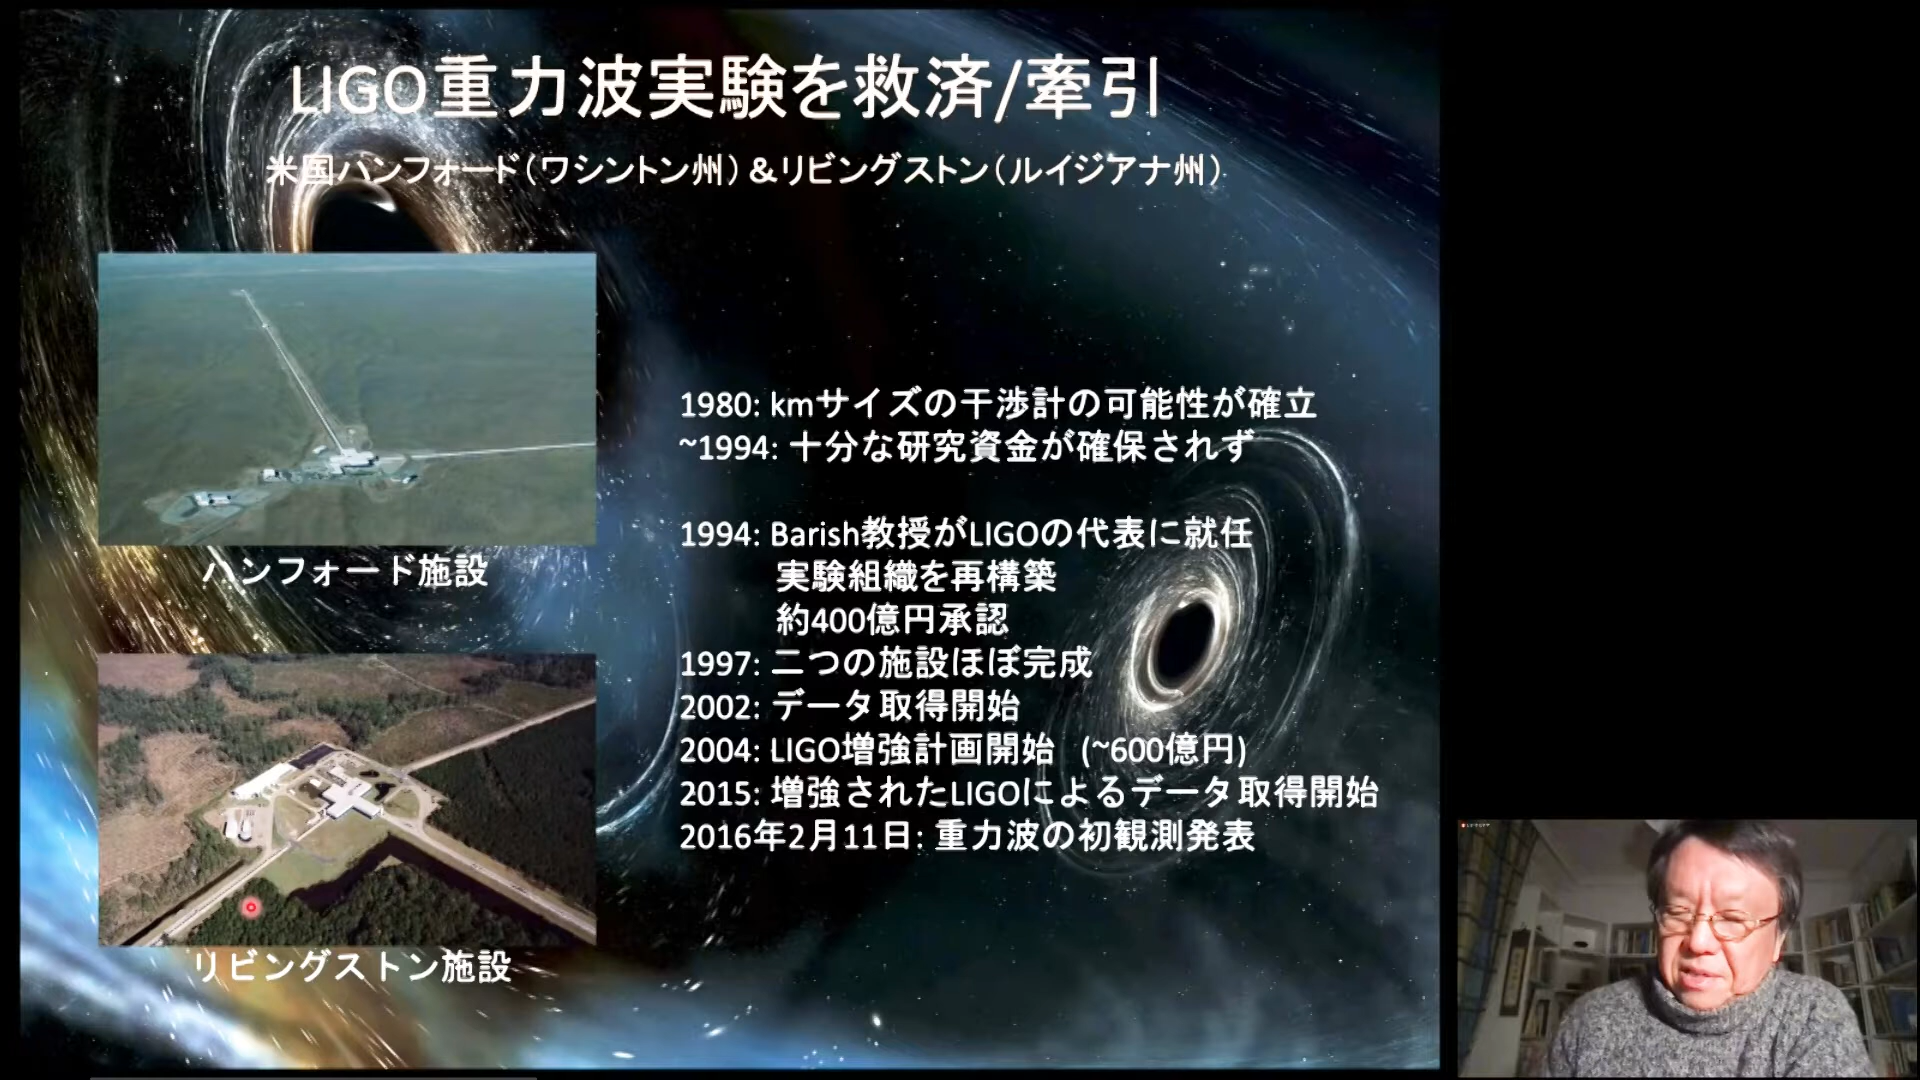 LIGO重力波実験を救済/牽引
米国ハンフォード（ワシントン州）＆リビングストン（ルイジアナ州）
ハンフォード施設
リビングストン施設
1980: kmサイズの干渉計の可能性が確立
~1994: 十分な研究資金が確保されず
1994: Barish教授がLIGOの代表に就任
実験組織を再構築
約400億円承認
1997: 二つの施設ほぼ完成
2002: データ取得開始
2004: LIGO増強計画開始 (~600億円)
2015: 増強されたLIGOによるデータ取得開始
2016年2月11日: 重力波の初観測発表